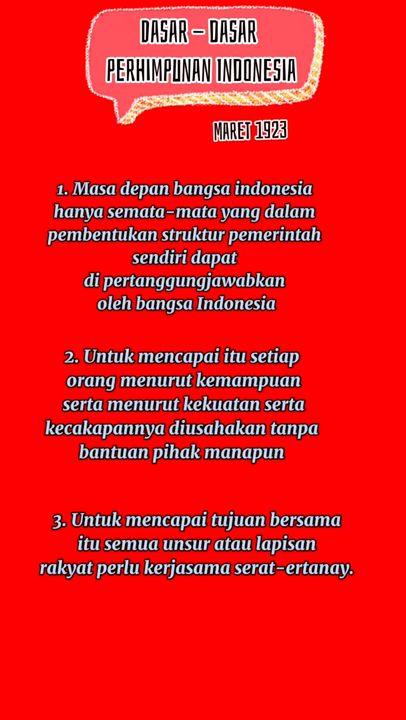 DASAR – DASAR
PERHIMPUNAN INDONESIA
MARET 1923
1. Masa depan bangsa indonesia
hanya semata-mata yang dalam
pembentukan struktur pemerintah
sendiri dapat
di pertanggungjawabkan
oleh bangsa Indonesia
2. Untuk mencapai itu setiap
orang menurut kemampuan
serta menurut kekuatan serta
kecakapannya diusahakan tanpa
bantuan pihak manapun
3. Untuk mencapai tujuan bersama
itu semua unsur atau lapisan
rakyat perlu kerjasama serat-ertanay.